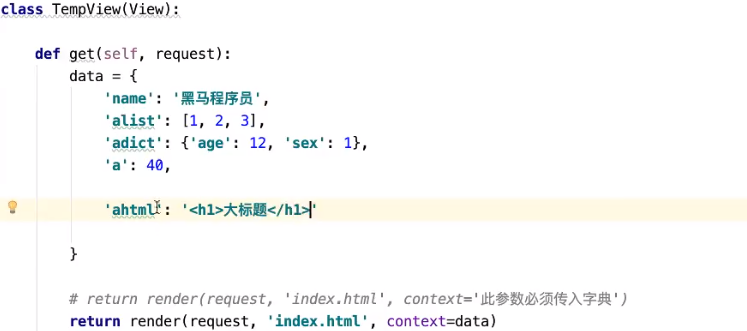 class TempView(View):
def get(self, request):
data = {
'name': '黑马程序员',
'alist': [1, 2, 3],
'adict': {'age': 12, 'sex': 1},
'a': 40,
'ahtml': '<h1>大标题</h1>'
}
# return render(request, 'index.html', context='此参数必须传入字典')
return render(request, 'index.html', context=data)